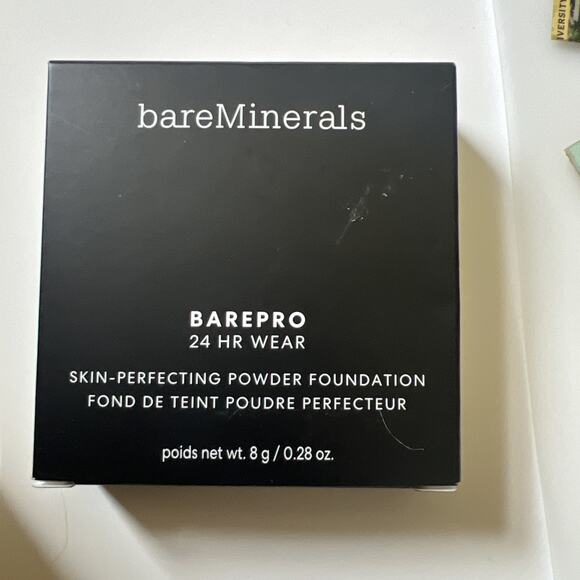 bareMinerals
BAREPRO
24 HR WEAR
SKIN-PERFECTING POWDER FOUNDATION
FOND DE TEINT POUDRE PERFECTEUR
poids net wt. 8 g / 0.28 oz.